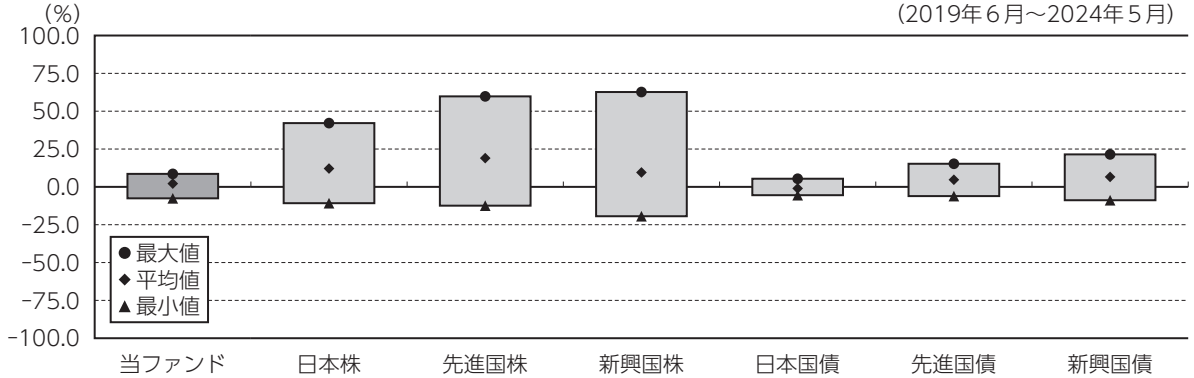 (%)
(2019年6月～2024年5月)
100.0
75.0
50.0
25.0
0.0
-25.0
-50.0
-75.0
-100.0
●最大値
◆平均値
▲最小値
当ファンド 日本株 先進国株 新興国株 日本国債 先進国債 新興国債